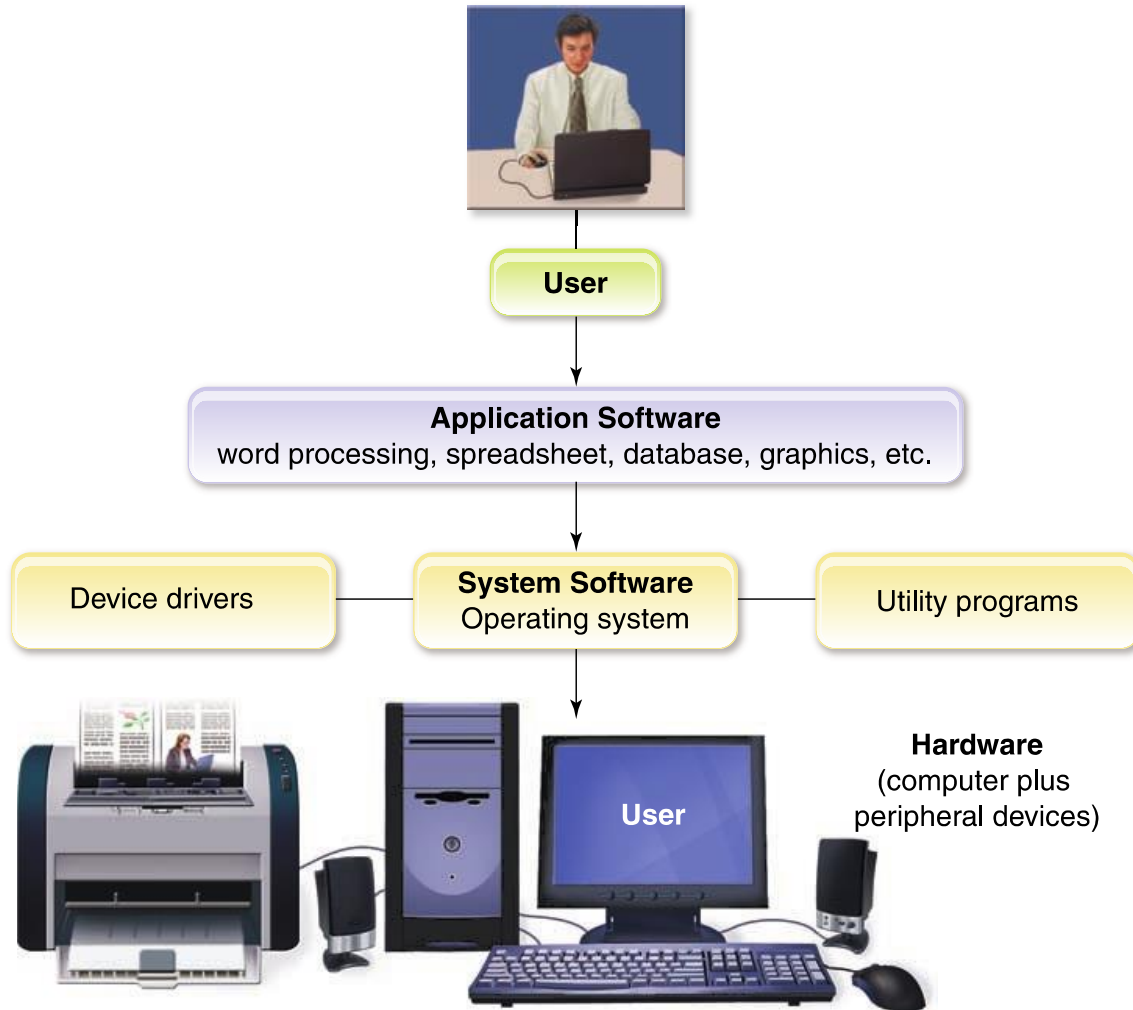 User
Application Software
word processing, spreadsheet, database, graphics, etc.
Device drivers
System Software
Operating system
Utility programs
Hardware
(computer plus
peripheral devices)
User